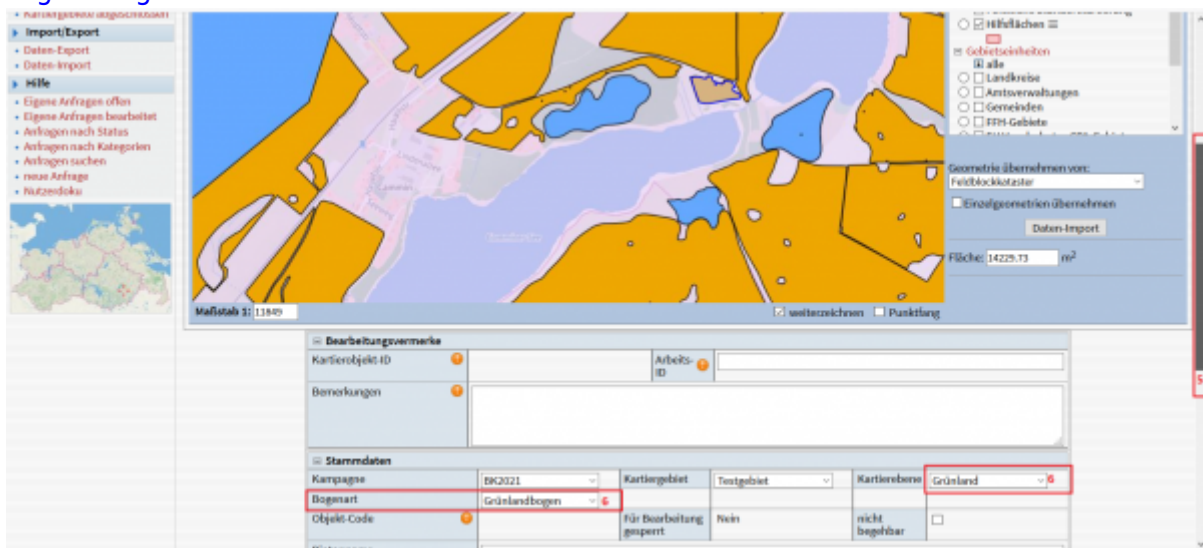 Kartiergebiete abgeschlossen
Import/Export
Daten-Export
Daten-Import
Hilfe
Eigene Anfragen offen
Eigene Anfragen bearbeitet
Anfragen nach Status
Anfragen nach Kategorien
Anfragen suchen
neue Anfrage
Nutzerdoku
Hilfsflächen
Gebietseinheiten
alle
Landkreise
Amtsverwaltungen
Gemeinden
FFH-Gebiete
Geometrie übernehmen von:
Feldblockkataster
Einzelgeometrien übernehmen
Daten-Import
Fläche: 14229.73 m²
Maßstab 1: 11849
weiterzeichnen Punktfang
Bearbeitungsvermerke
Kartierobjekt-ID Arbeits-ID
Bemerkungen
5
Stammdaten
Kampagne BK2021 Kartiergebiet Testgebiet Kartierebene Grünland 6
Bogenart Grünlandbogen 6
Objekt-Code Für Bearbeitung gesperrt Nein nicht begehbar